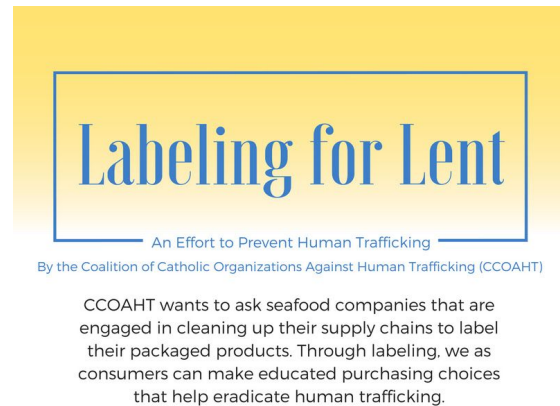 Labeling for Lent
An Effort to Prevent Human Trafficking
By the Coalition of Catholic Organizations Against Human Trafficking (CCOAHT)
CCOAHT wants to ask seafood companies that are
engaged in cleaning up their supply chains to label
their packaged products. Through labeling, we as
consumers can make educated purchasing choices
that help eradicate human trafficking.